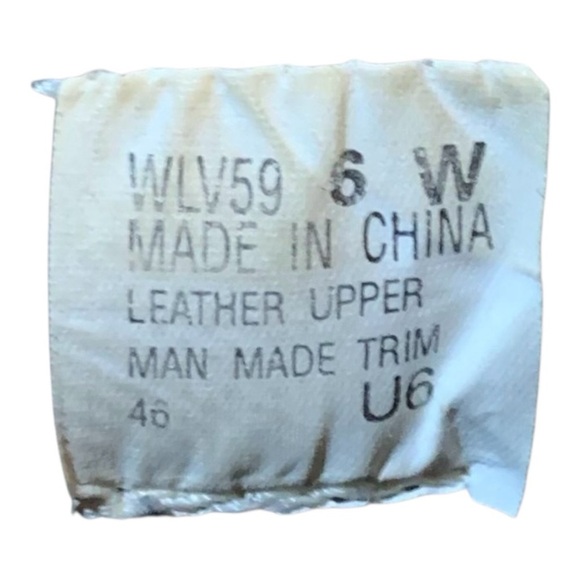 WLV59 6 W
MADE IN CHINA
LEATHER UPPER
MAN MADE TRIM
46 U6